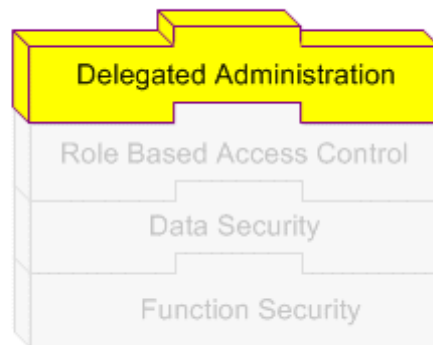 Delegated Administration
Role Based Access Control
Data Security
Function Security